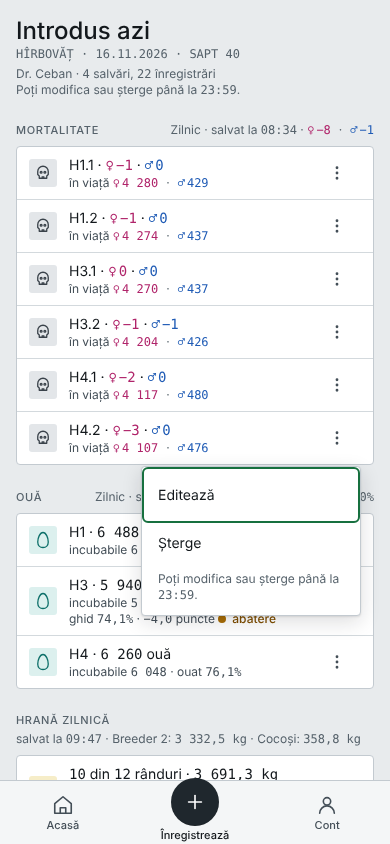 Introdus azi
HÎRBOVĂȚ · 16.11.2026 · SAPT 40
Dr. Ceban · 4 salvări, 22 înregistrări
Poți modifica sau șterge până la 23:59.
MORTALITATE Zilnic · salvat la 08:34 · ♀−8 · ♂−1
H1.1 · ♀−1 · ♂0
în viață ♀4 280 · ♂429
H1.2 · ♀−1 · ♂0
în viață ♀4 274 · ♂437
H3.1 · ♀0 · ♂0
în viață ♀4 270 · ♂437
H3.2 · ♀−1 · ♂−1
în viață ♀4 204 · ♂426
H4.1 · ♀−2 · ♂0
în viață ♀4 117 · ♂480
H4.2 · ♀−3 · ♂0
în viață ♀4 107 · ♂476
OUĂ Zilnic · 0%
Editează
H1 · 6 488
incubabile 6
Șterge
Poți modifica sau șterge până la
23:59.
H3 · 5 940
incubabile 5
ghid 74,1% · −4,0 puncte abatere
H4 · 6 260 ouă
incubabile 6 048 · ouat 76,1%
HRANĂ ZILNICĂ
salvat la 09:47 · Breeder 2: 3 332,5 kg · Cocoși: 358,8 kg
10 din 12 rânduri · 3 691,3 kg
Acasă
Înregistrează
Cont